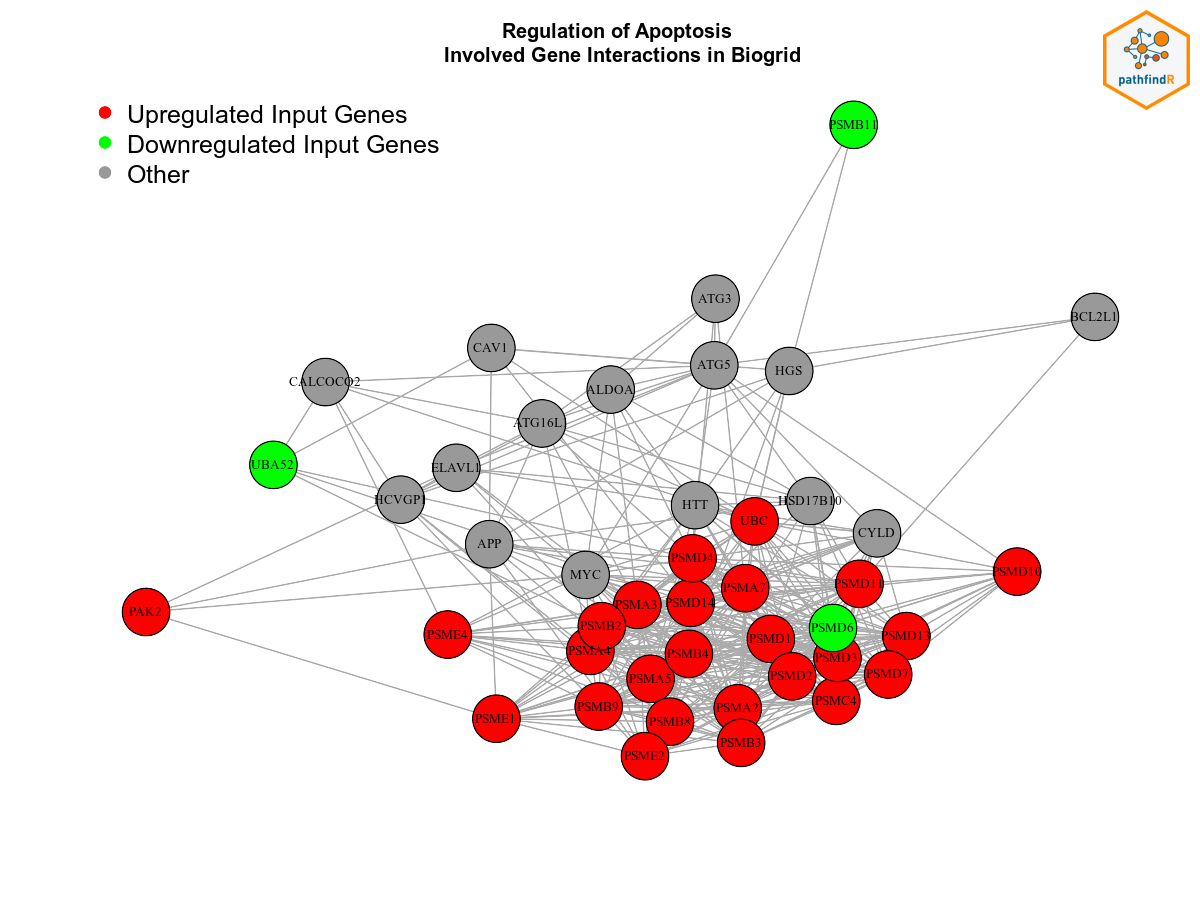 Regulation of Apoptosis
Involved Gene Interactions in Biogrid
pathfindR
Upregulated Input Genes
Downregulated Input Genes
Other
PSMB11
ATG3
BCL2L1
CAV1
ATG5
HGS
CALCOCO2
ALDOA
ATG16L
UBA52
ELAVL1
HCVGP1
HTT
HSD17B10
UBC
CYLD
APP
PSMD4
MYC
PSMD10
PSMD11
PSMA7
PSMA3
PSMD14
PAK2
PSMB2
PSMD6
PSME4
PSMD1
PSMD13
PSMA4
PSMB4
PSMD3
PSMD2
PSMD7
PSMA5
PSMC4
PSMB9
PSMA2
PSME1
PSMB8
PSMB3
PSME2